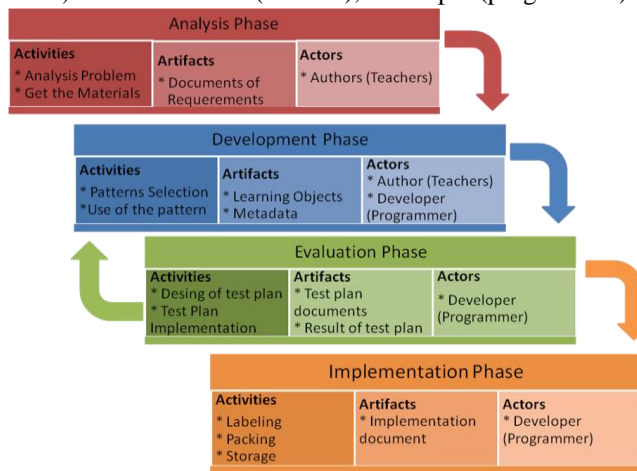 Analysis Phase
Activities
* Analysis Problem
* Get the Materials
Artifacts
* Documents of
Requerements
Actors
* Authors (Teachers)
Development Phase
Activities
* Patterns Selection
*Use of the pattern
Artifacts
* Learning Objects
* Metadata
Actors
* Author (Teachers)
* Developer
(Programmer)
Evaluation Phase
Activities
* Desing of test plan
* Test Plan
Implementation
Artifacts
* Test plan
documents
* Result of test plan
Actors
* Developer
(Programmer)
Implementation Phase
Activities
* Labeling
* Packing
* Storage
Artifacts
* Implementation
document
Actors
* Developer
(Programmer)